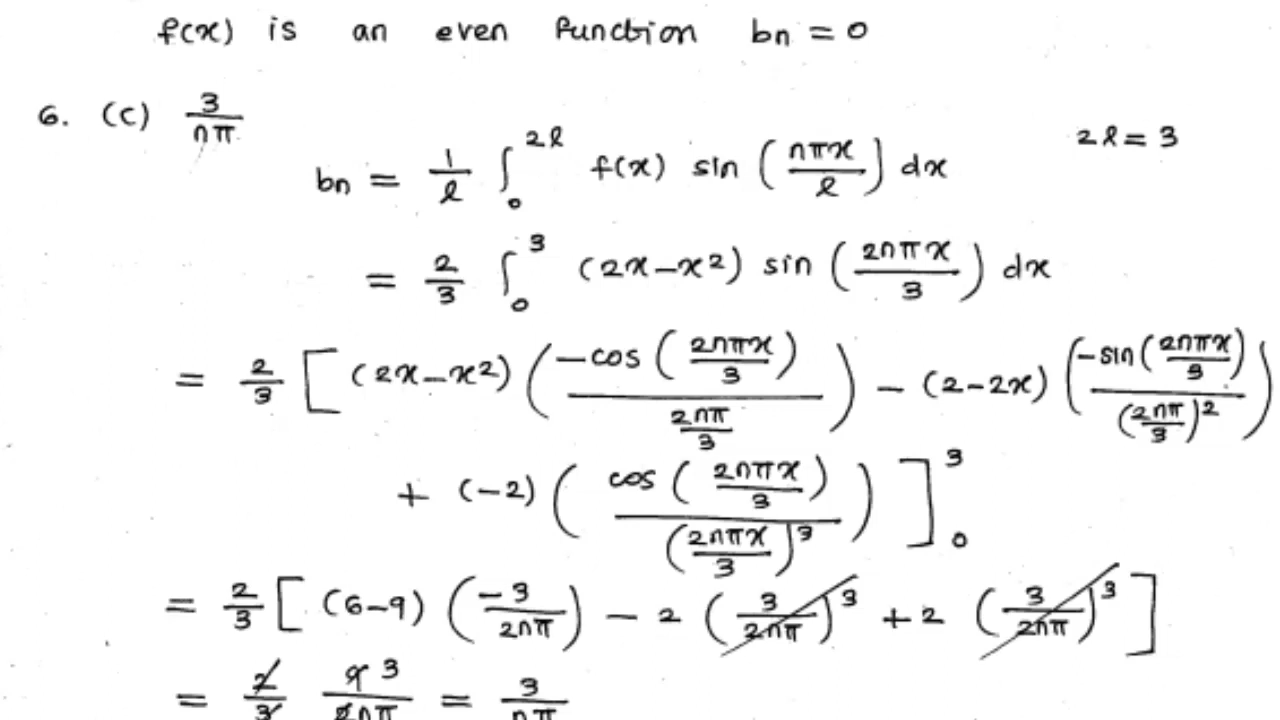 f(x) is an even function bn = 0
6. (C) 3/nπ
bn = 1/l ∫₀^2l f(x) sin (nπx/l) dx 2l = 3
= 2/3 ∫₀^3 (2x-x²) sin (2nπx/3) dx
= 2/3 [ (2x-x²) (-cos (2nπx/3) / (2nπ/3)) - (2-2x) (-sin (2nπx/3) / (2nπ/3)²)
+ (-2) (cos (2nπx/3) / (2nπx/3)³) ]₀^3
= 2/3 [ (6-9) (-3/2nπ) - 2 (3/2nπ)³ + 2 (3/2nπ)³ ]
= 2/3 9 3/2nπ = 3/nπ